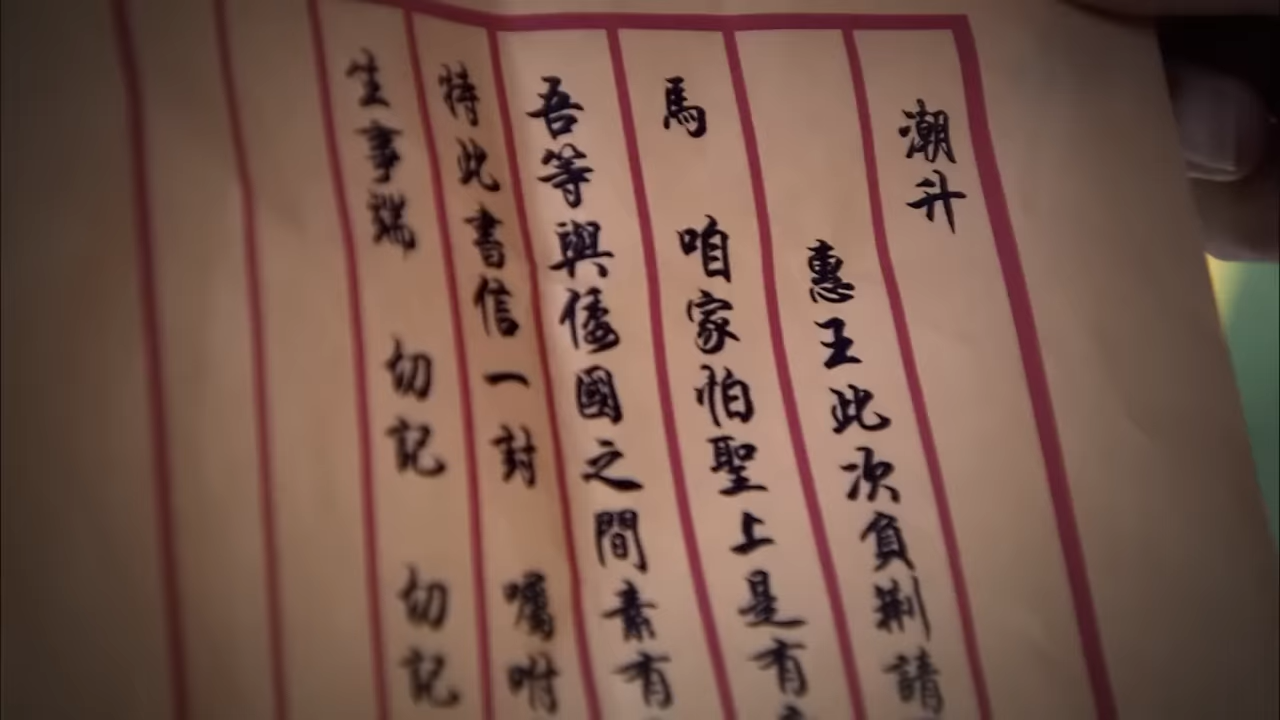 潮升
惠王此次負荆請
馬 咱家怕聖上是有
吾等與倭國之間素有
特此書信一封 囑咐
生事端 勿記 勿記